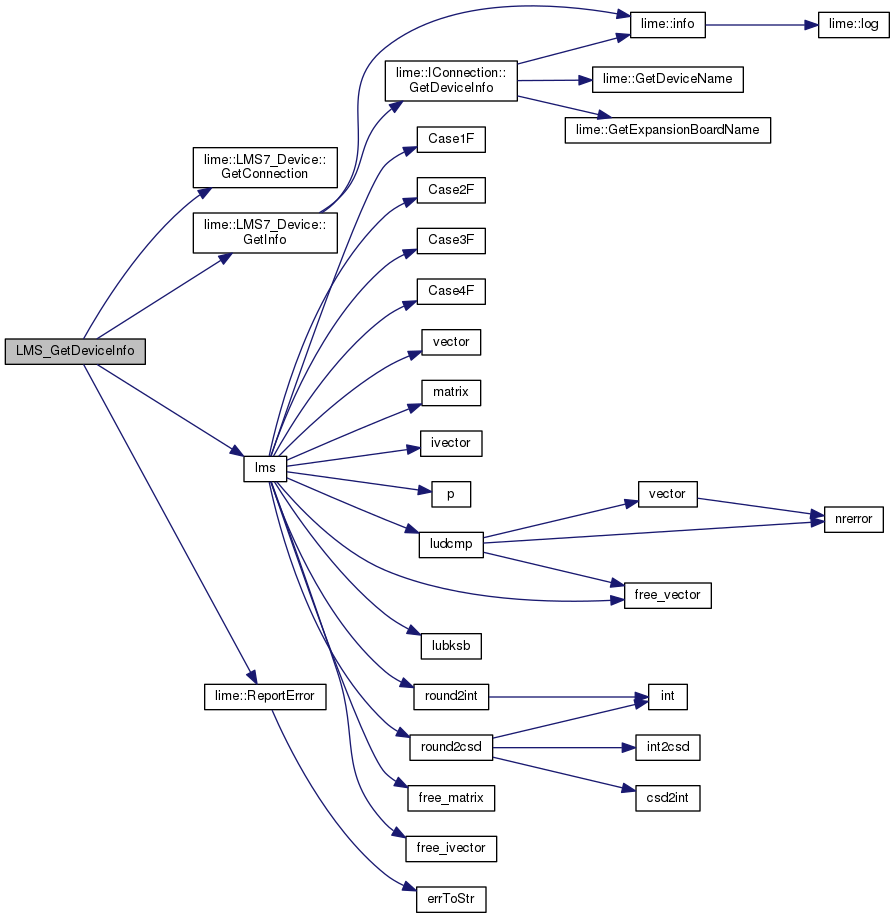 lime::info
lime::log
lime::IConnection::
GetDeviceInfo
lime::GetDeviceName
lime::GetExpansionBoardName
Case1F
lime::LMS7_Device::
GetConnection
Case2F
lime::LMS7_Device::
GetInfo
Case3F
Case4F
vector
LMS_GetDeviceInfo
matrix
ivector
lms
p
vector
nrerror
ludcmp
free_vector
lubksb
lime::ReportError
round2int
int
round2csd
int2csd
free_matrix
csd2int
free_ivector
errToStr